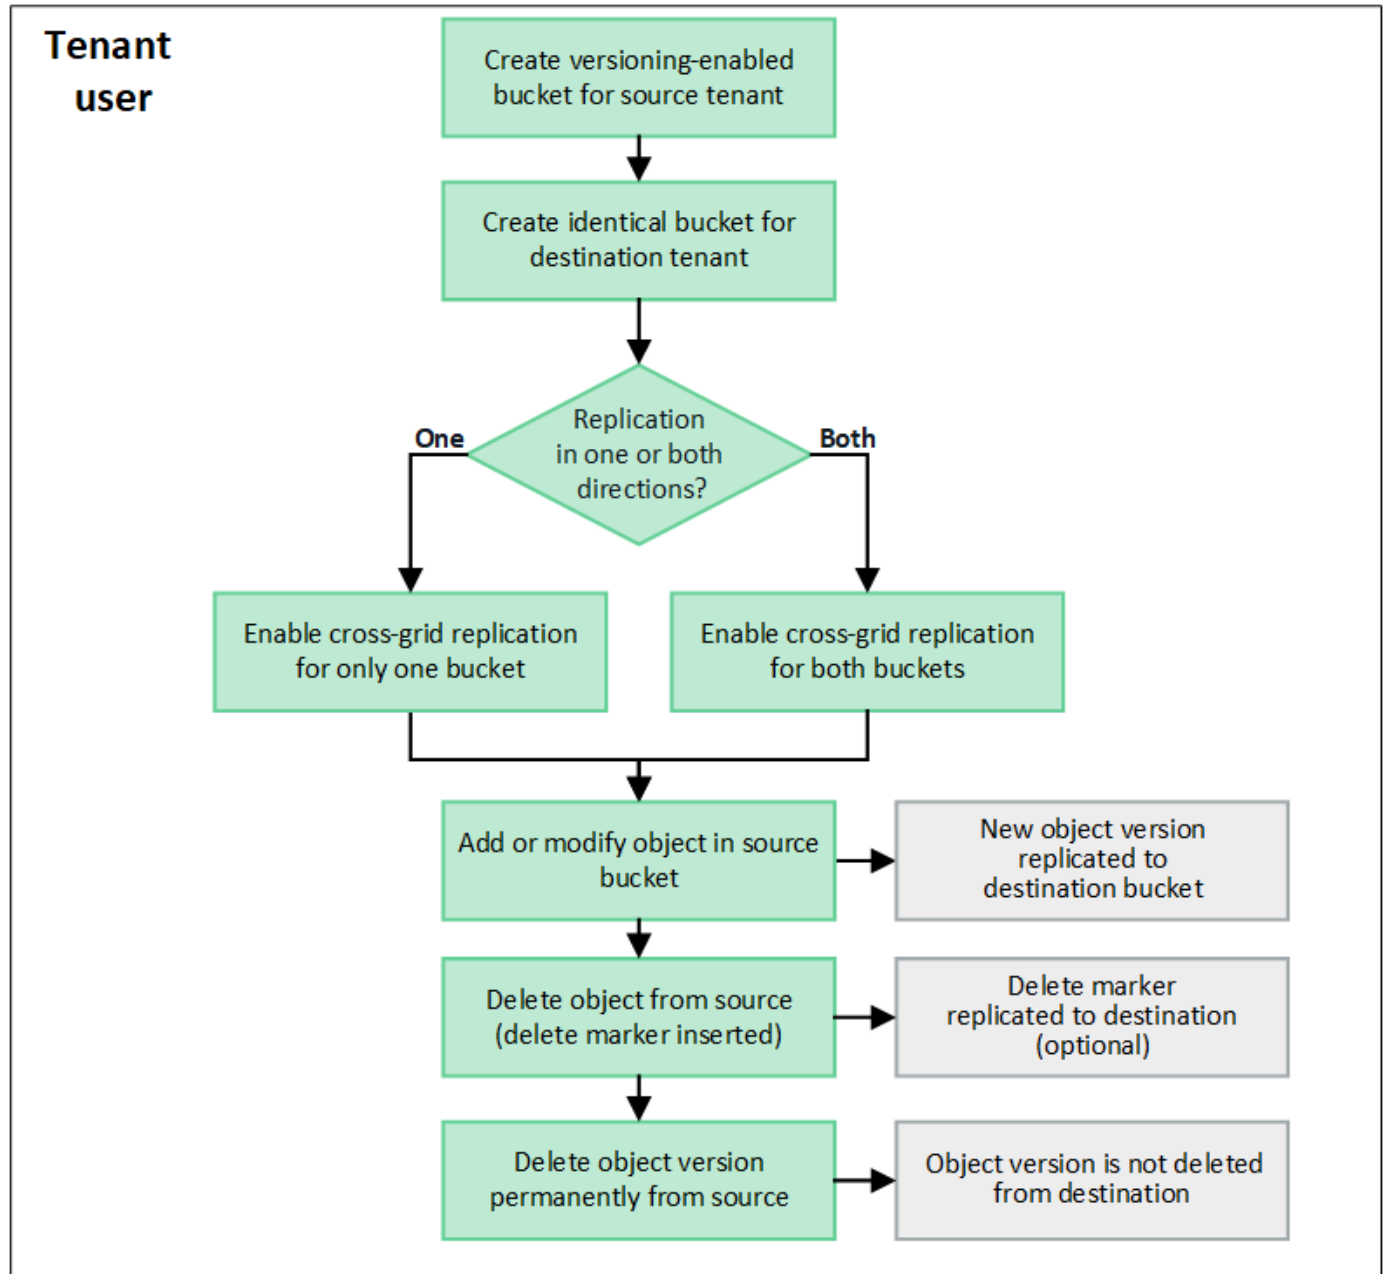 Tenant
user
Create versioning-enabled
bucket for source tenant
Create identical bucket for
destination tenant
Replication
in one or both
directions?
One
Both
Enable cross-grid replication
for only one bucket
Enable cross-grid replication
for both buckets
Add or modify object in source
bucket
New object version
replicated to
destination bucket
Delete object from source
(delete marker inserted)
Delete marker
replicated to destination
(optional)
Delete object version
permanently from source
Object version is not deleted
from destination